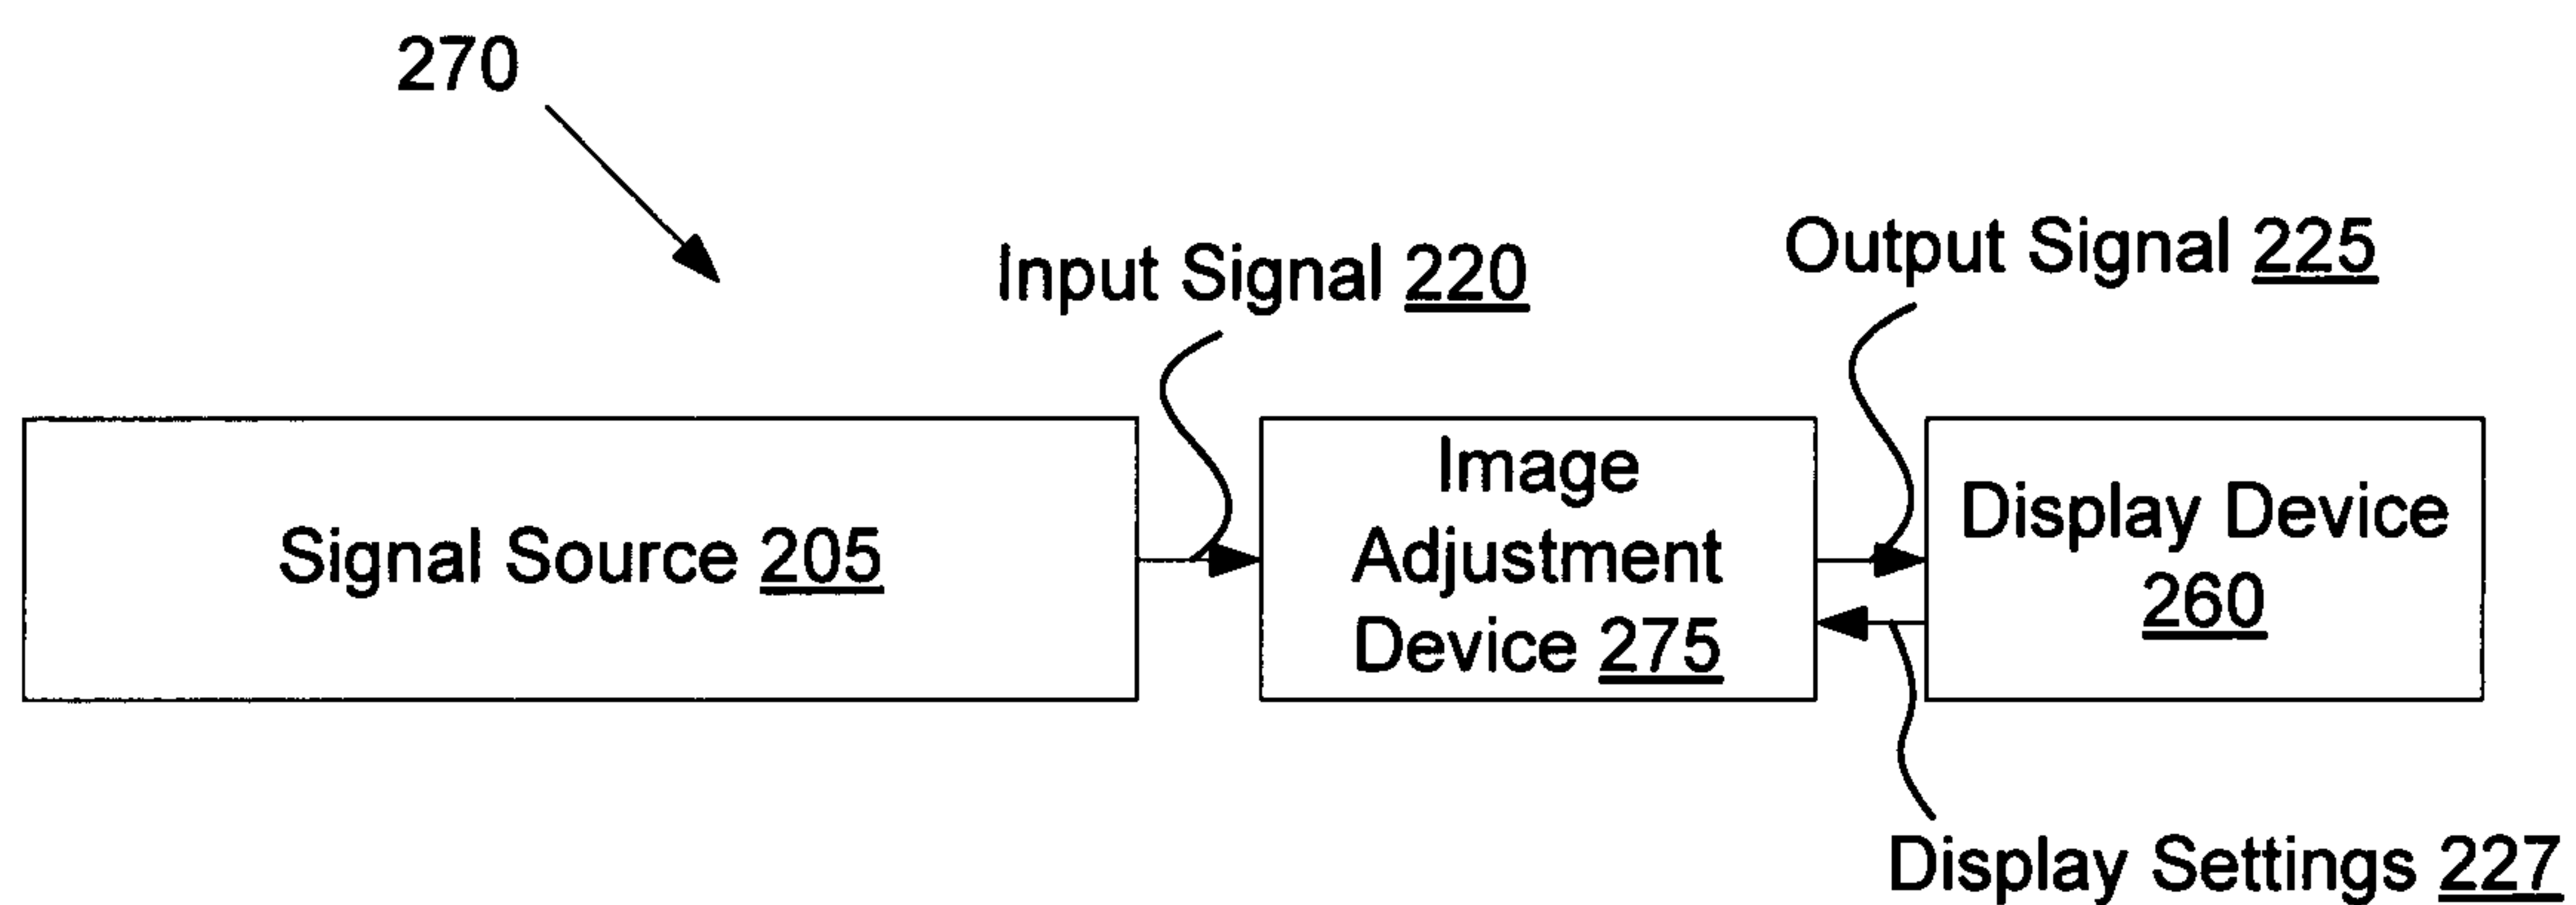 270
Input Signal 220
Output Signal 225
Signal Source 205
Image
Adjustment
Device 275
Display Device
260
Display Settings 227